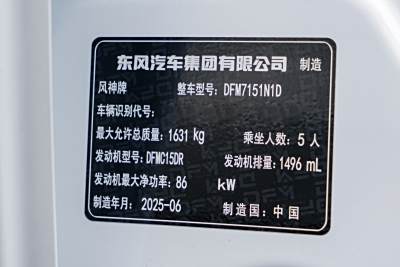 东风汽车集团有限公司 制造
风神牌 整车型号: DFM7151N1D
车辆识别代号:
最大允许总质量: 1631 kg 乘坐人数: 5 人
发动机型号: DFMC15DR 发动机排量: 1496 mL
发动机最大净功率: 86 kW
制造年月: 2025-06 制造国: 中国